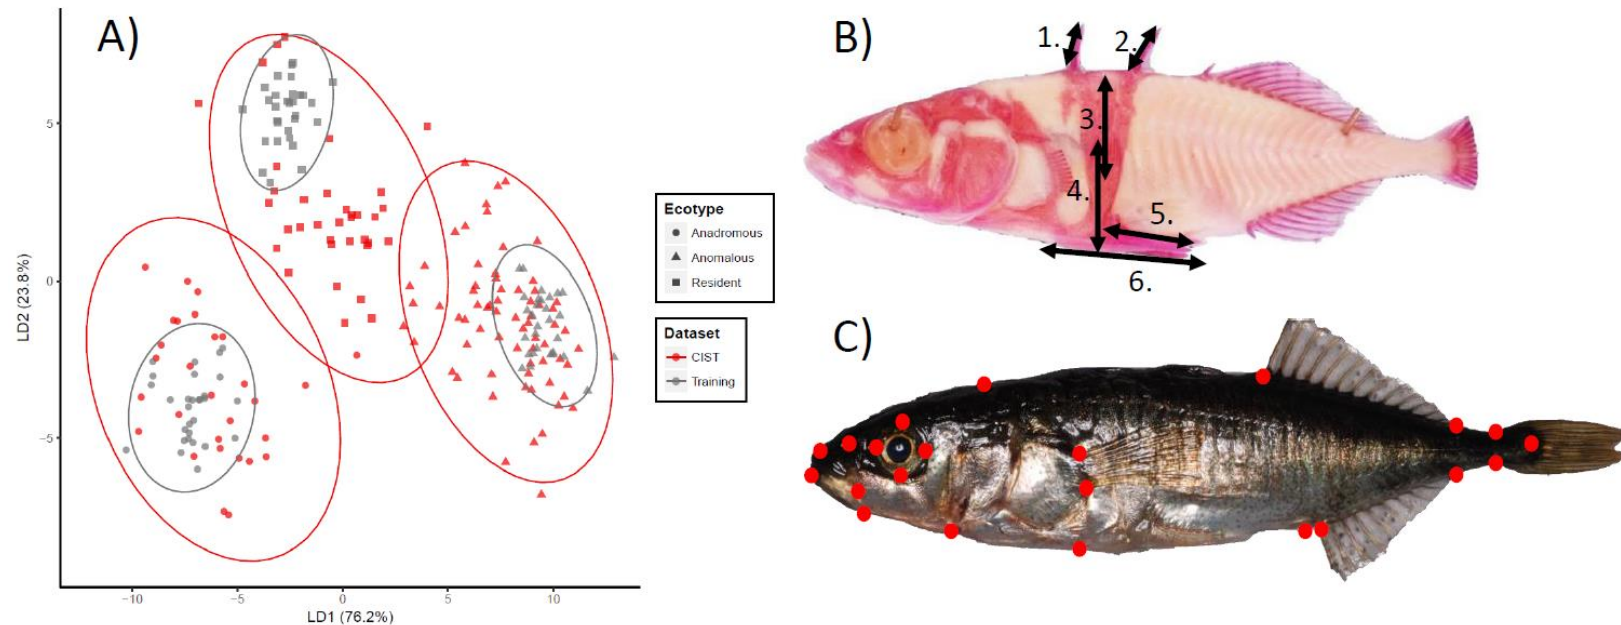 A)
5
0
−5
LD2 (23.8%)
−10
−5
0
5
10
LD1 (76.2%)
Ecotype
Anadromous
Anomalous
Resident
Dataset
CIST
Training
B)
1.
2.
3.
4.
5.
6.
C)